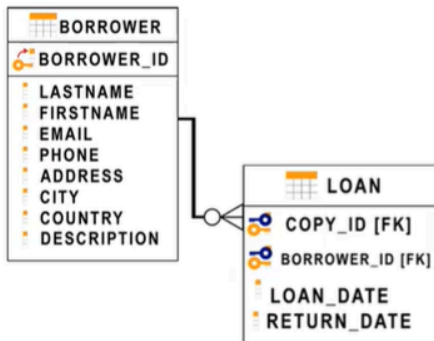 BORROWER
BORROWER_ID
LASTNAME
FIRSTNAME
EMAIL
PHONE
ADDRESS
CITY
COUNTRY
DESCRIPTION
LOAN
COPY_ID [FK]
BORROWER_ID [FK]
LOAN_DATE
RETURN_DATE